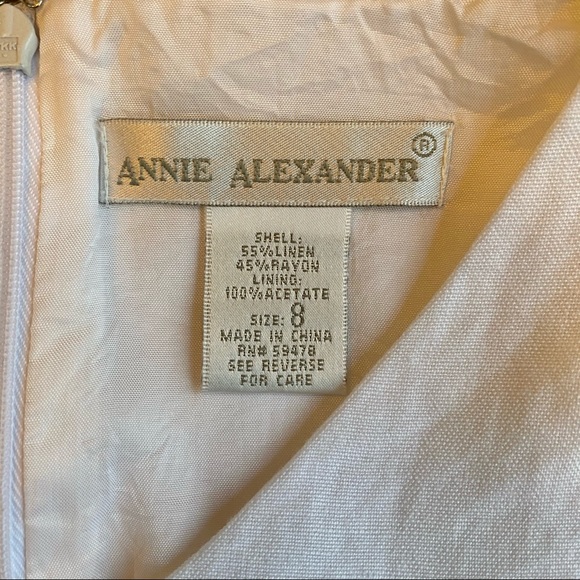 ANNIE ALEXANDER®
SHELL:
55%LINEN
45%RAYON
LINING:
100%ACETATE
SIZE: 8
MADE IN CHINA
RN# 59478
SEE REVERSE
FOR CARE